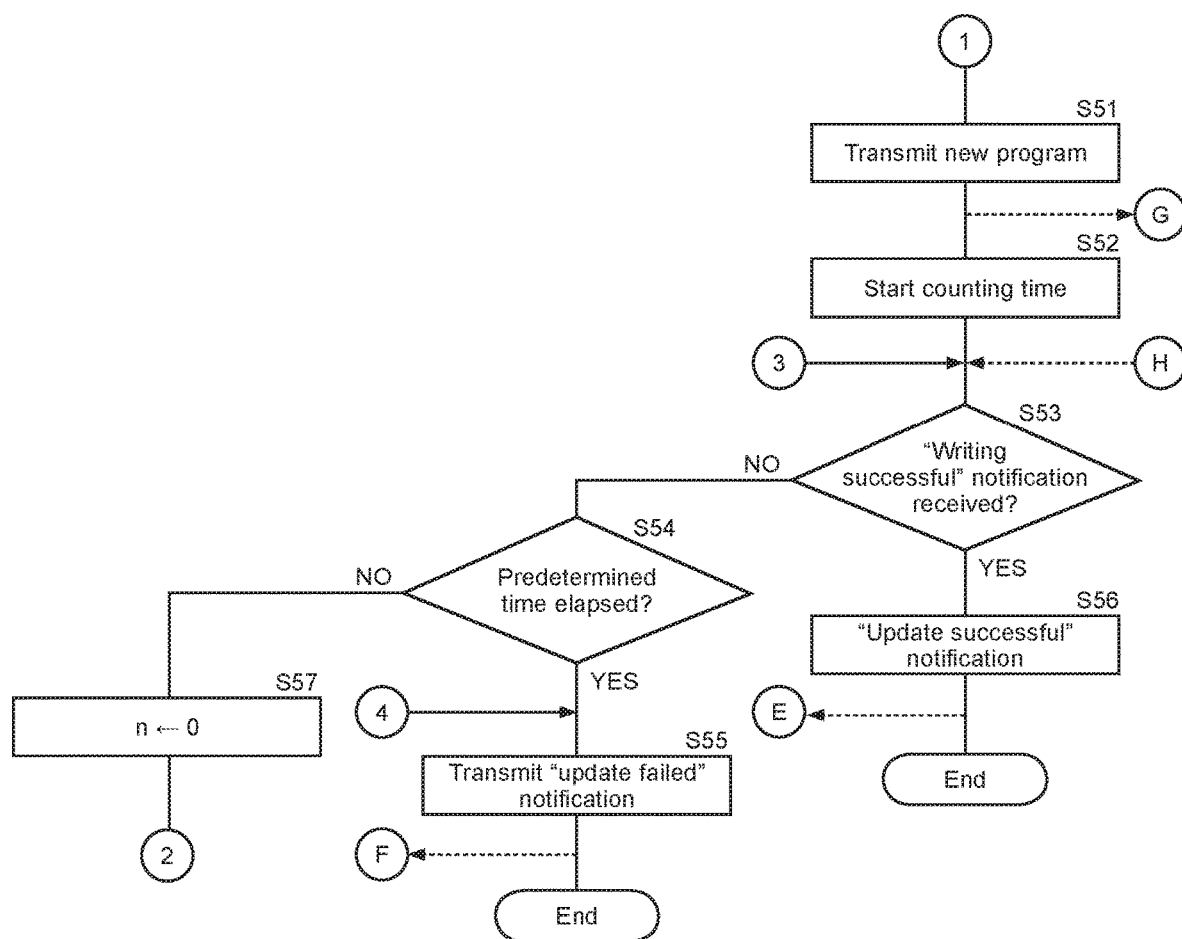 1
S51
Transmit new program
G
S52
Start counting time
3
H
S53
“Writing
successful” notification
received?
NO
YES
S54
Predetermined
time elapsed?
NO
YES
S56
“Update successful”
notification
E
End
S57
n ← 0
2
4
S55
Transmit “update failed”
notification
F
End